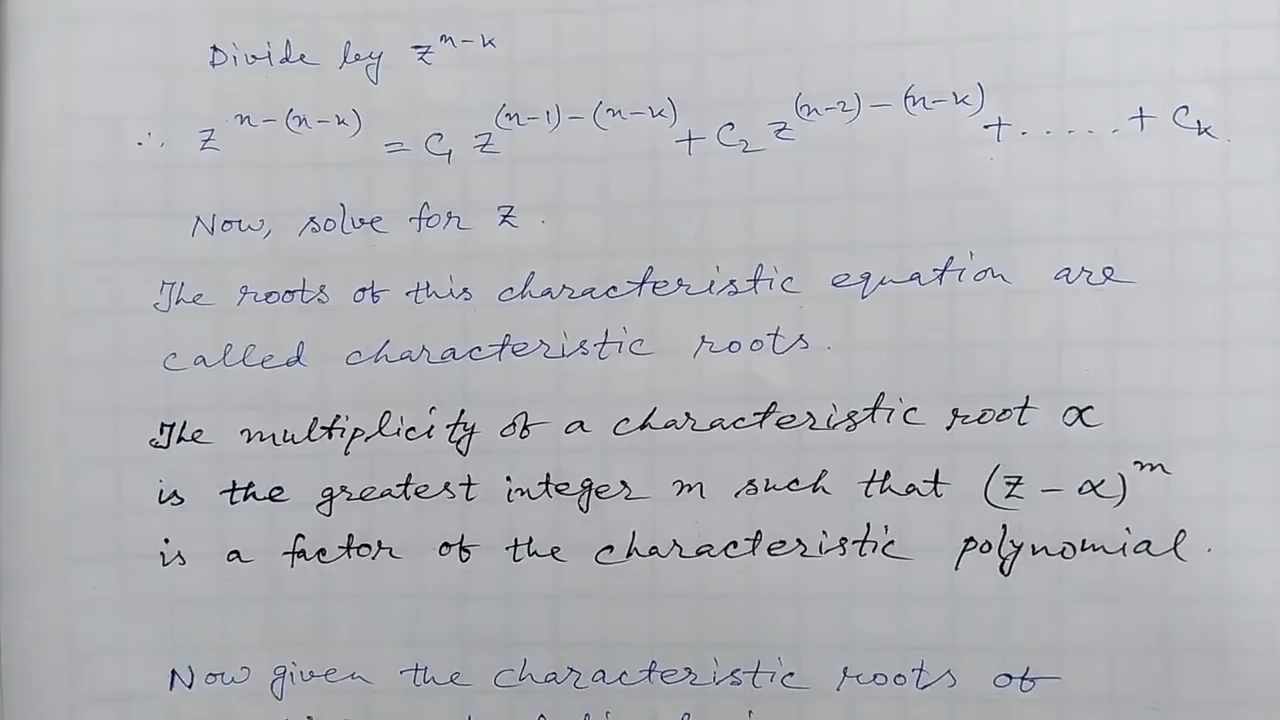 Divide by z^{n-k}
∴ z^{n-(n-k)} = C₁ z^{(n-1)-(n-k)} + C₂ z^{(n-2)-(n-k)} + ..... + C_k.
Now, solve for z.
The roots of this characteristic equation are
called characteristic roots.
The multiplicity of a characteristic root α
is the greatest integer m such that (z-α)^m
is a factor of the characteristic polynomial.
Now given the characteristic roots of